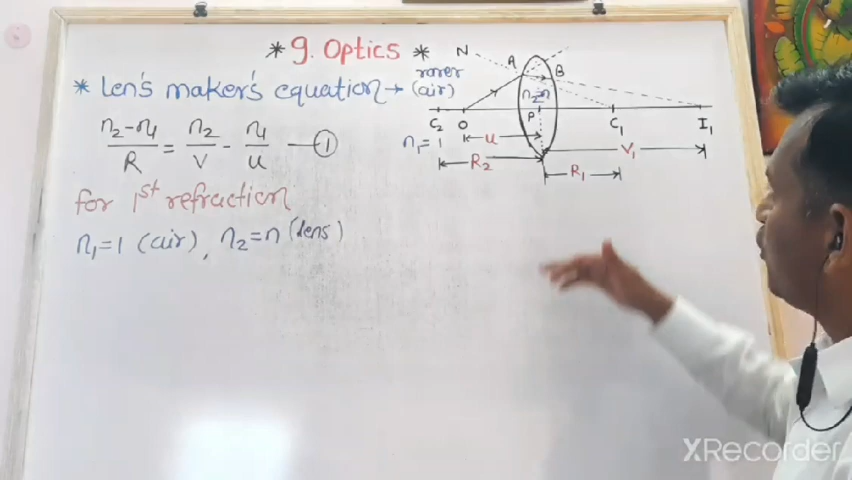 * 9. Optics *
* Len's maker's equation →
(n₂-n₁)/R = n₂/v - n₁/u —①
for 1st refraction
n₁=1 (air), n₂=n (lens)
N
A
B
rarer
(air)
n₂=n
P
C₂ O C₁ I₁
n₁=1
u
V₁
R₂
R₁
XRecorder